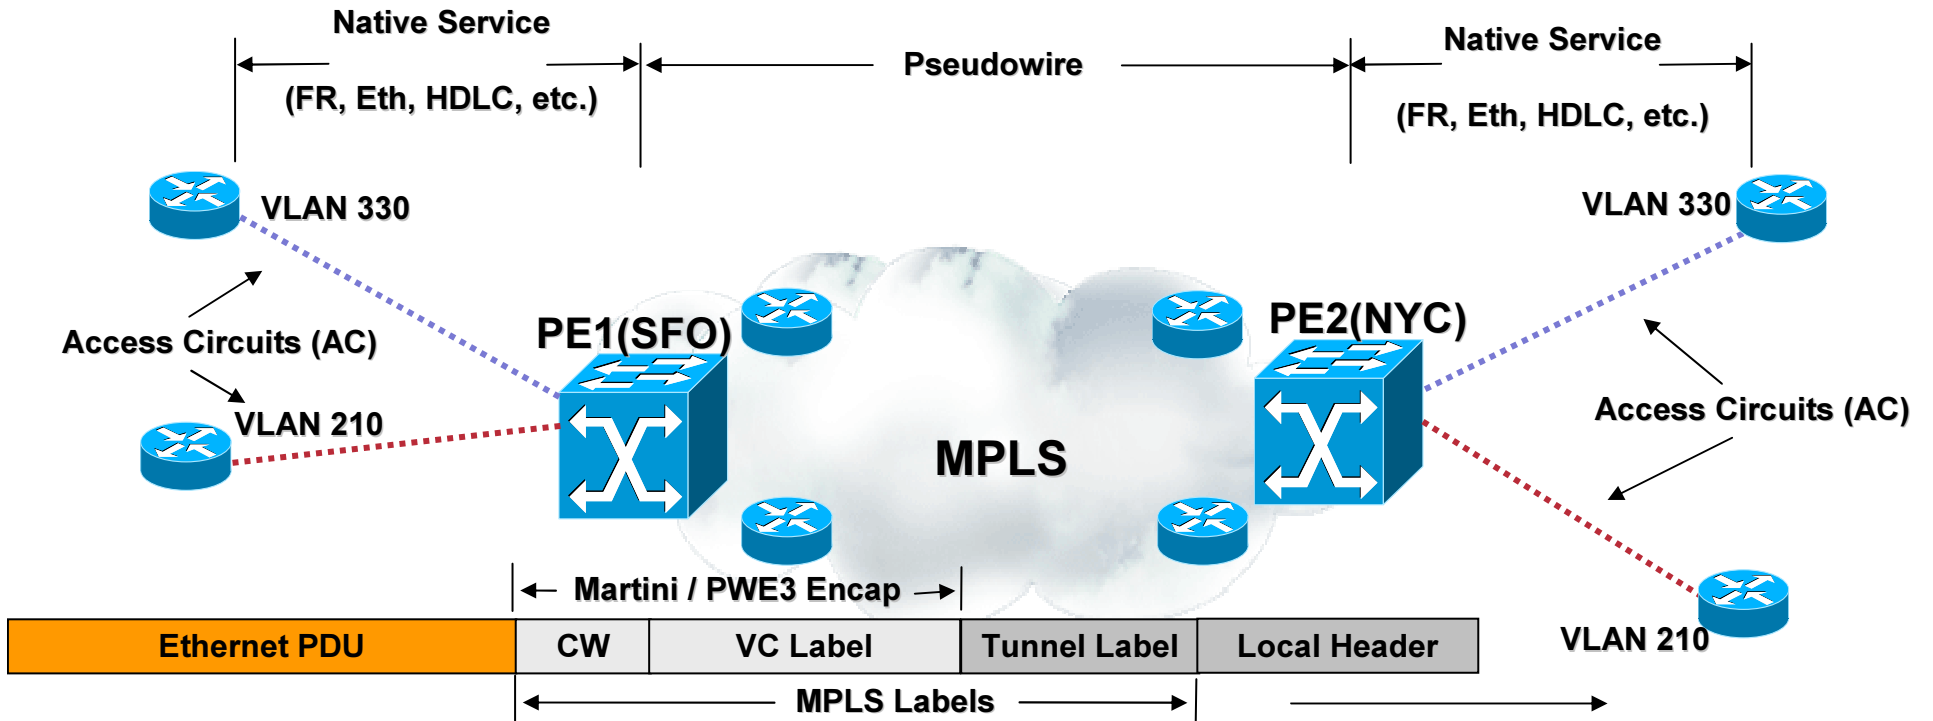 Native Service
(FR, Eth, HDLC, etc.)
Pseudowire
Native Service
(FR, Eth, HDLC, etc.)
VLAN 330
VLAN 330
PE1(SFO)
PE2(NYC)
Access Circuits (AC)
Access Circuits (AC)
VLAN 210
MPLS
Martini / PWE3 Encap
Ethernet PDU
CW
VC Label
Tunnel Label
Local Header
VLAN 210
MPLS Labels